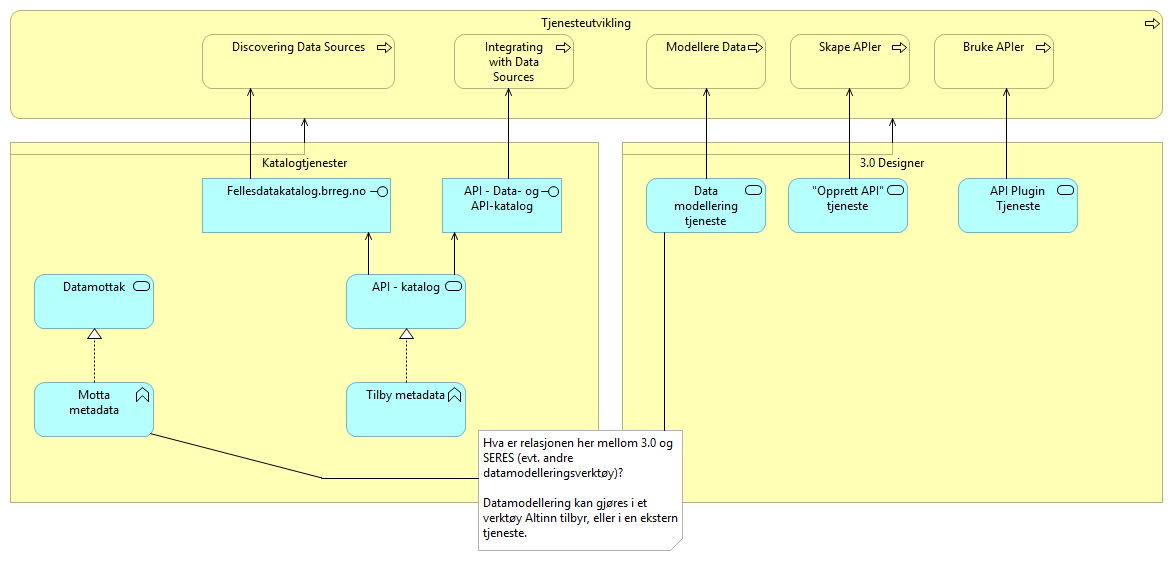 Tjenesteutvikling
Discovering Data Sources
Integrating
with Data
Sources
Modellere Data
Skape APIer
Bruke APIer
Katalogtjenester
3.0 Designer
Fellesdatakatalog.brreg.no
API - Data- og
API-katalog
Data
modellering
tjeneste
"Opprett API"
tjeneste
API Plugin
Tjeneste
Datamottak
API - katalog
Motta
metadata
Tilby metadata
Hva er relasjonen her mellom 3.0 og
SERES (evt. andre
datamodelleringsverktøy)?
Datamodellering kan gjøres i et
verktøy Altinn tilbyr, eller i en ekstern
tjeneste.